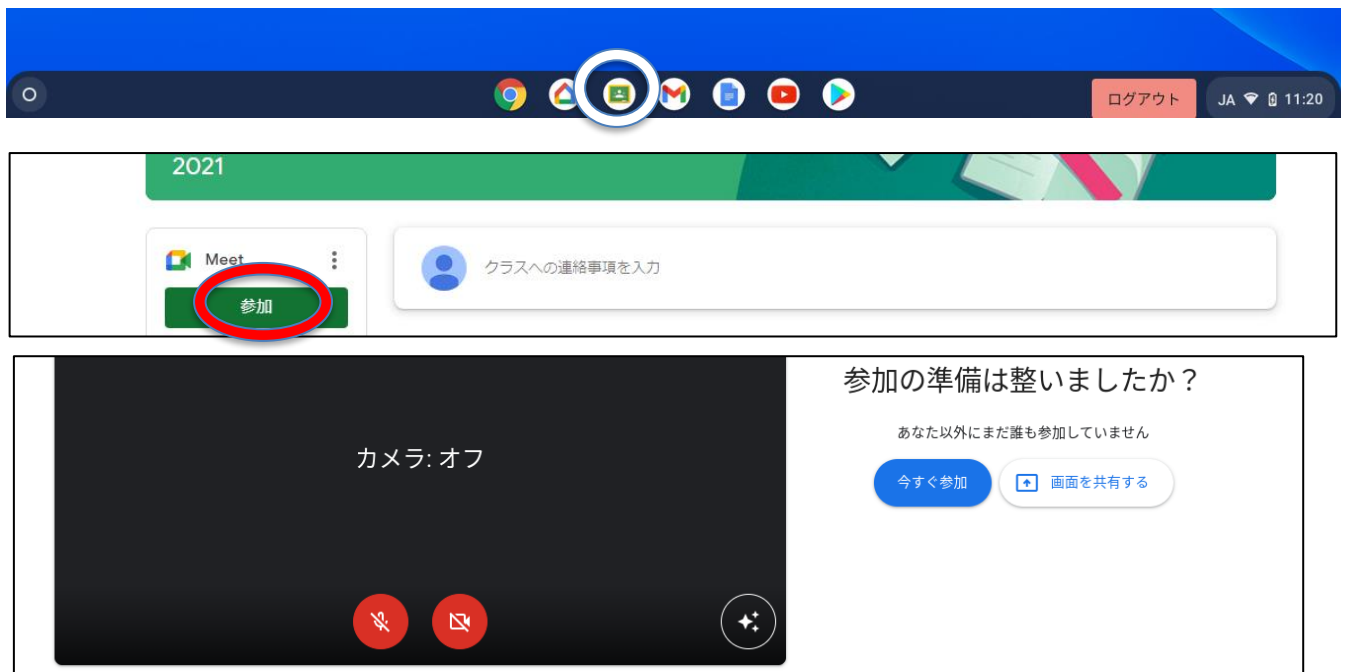 ログアウト
JA 11:20
2021
Meet
クラスへの連絡事項を入力
参加
参加の準備は整いましたか？
あなた以外にまだ誰も参加していません
カメラ: オフ
今すぐ参加
画面を共有する